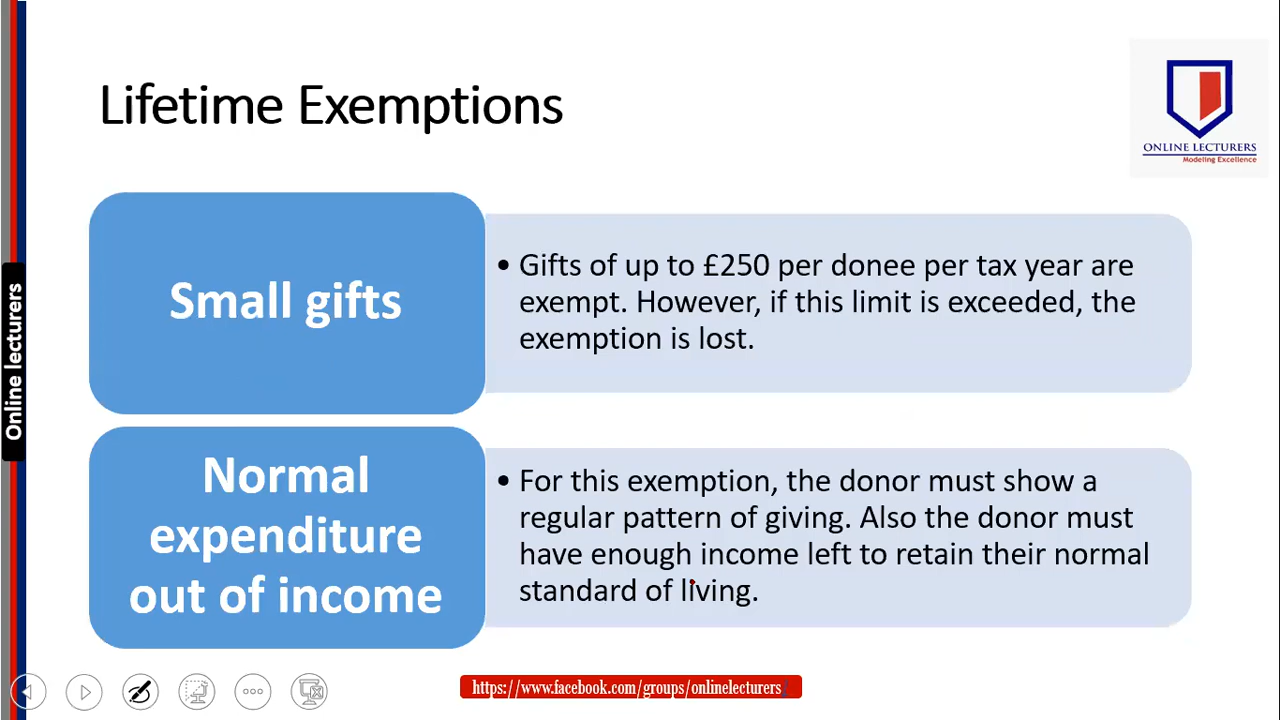 Lifetime Exemptions
ONLINE LECTURERS
Modeling Excellence
Online lecturers
Small gifts
• Gifts of up to £250 per donee per tax year are
exempt. However, if this limit is exceeded, the
exemption is lost.
Normal
expenditure
out of income
• For this exemption, the donor must show a
regular pattern of giving. Also the donor must
have enough income left to retain their normal
standard of living.
https://www.facebook.com/groups/onlinelecturers/